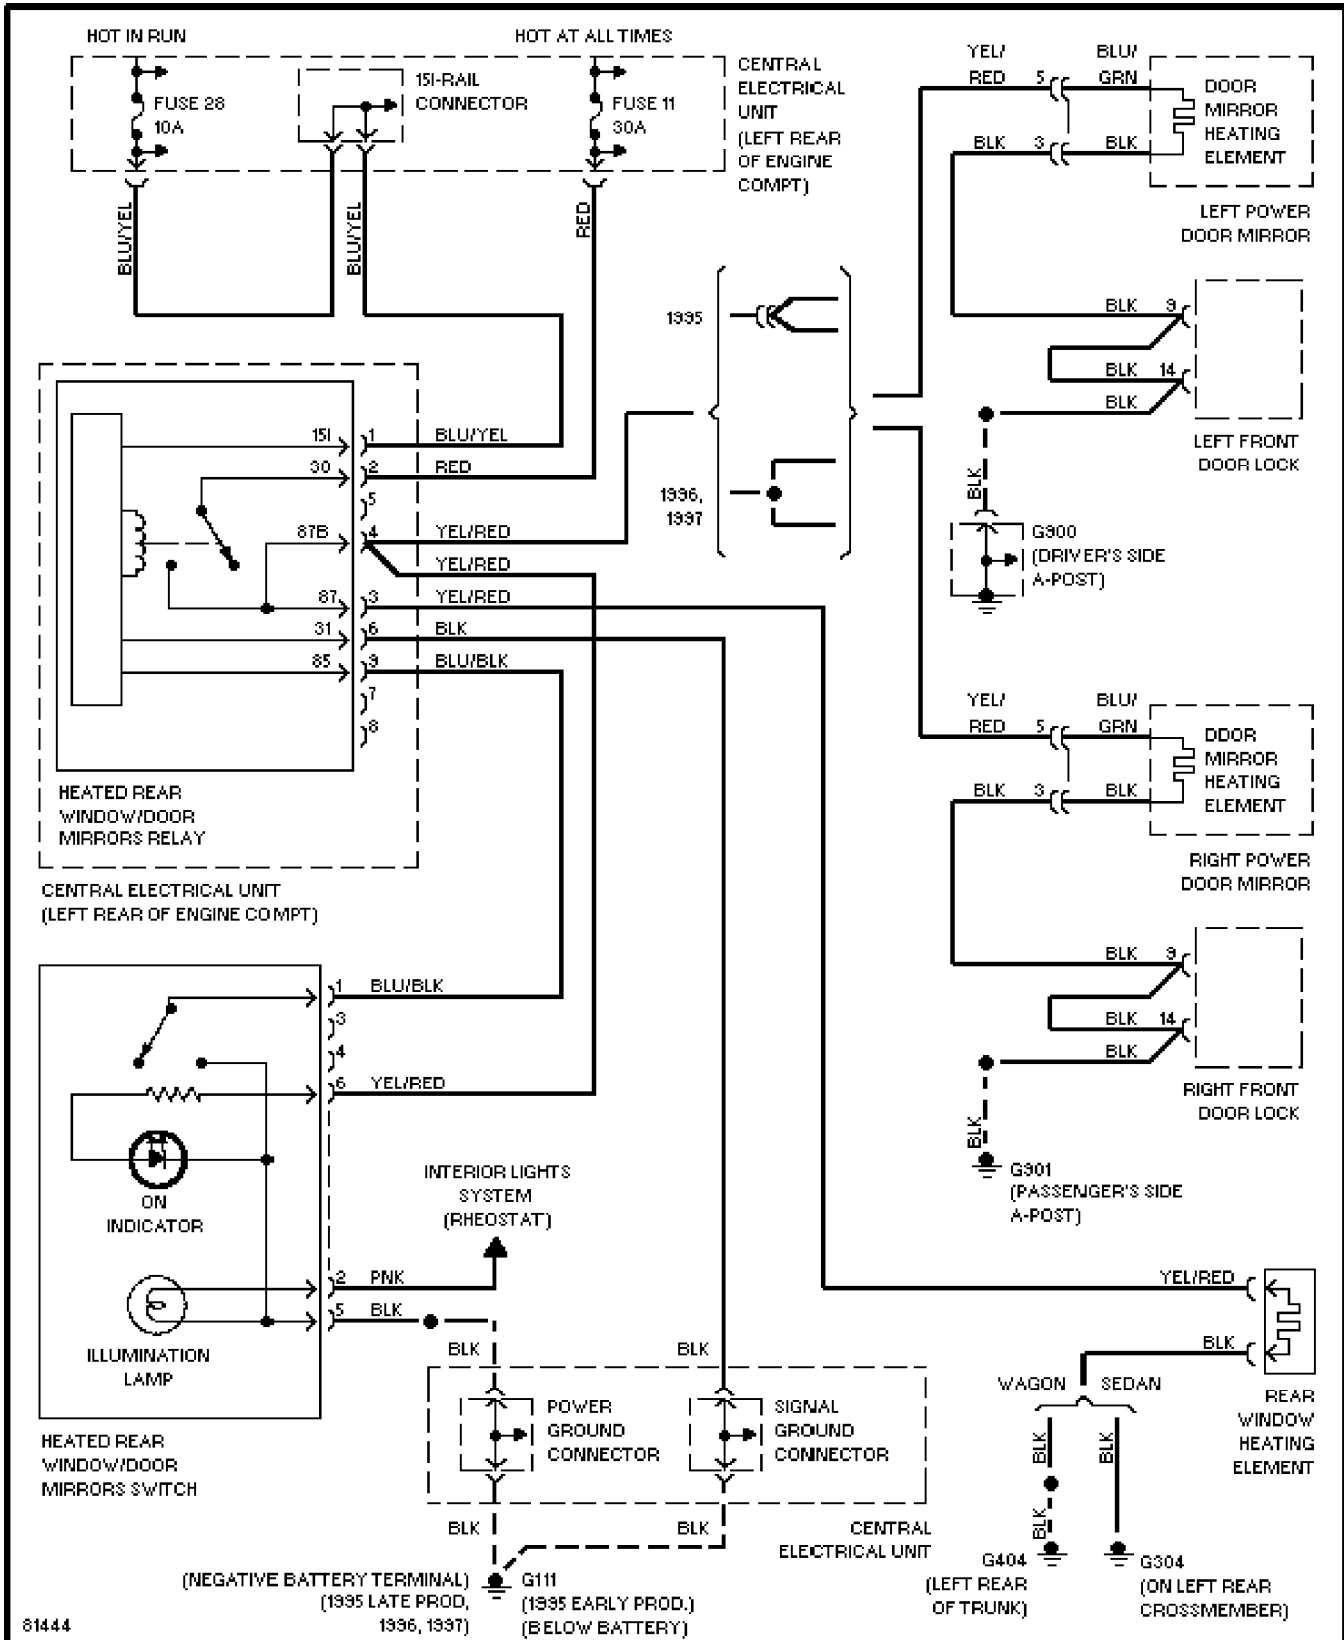 HOT IN RUN
HOT AT ALL TIMES
FUSE 28
10A
15I-RAIL
CONNECTOR
FUSE 11
30A
CENTRAL
ELECTRICAL
UNIT
(LEFT REAR
OF ENGINE
COMPT)
BLU/YEL
BLU/YEL
RED
YEL/
RED
5
BLU/
GRN
BLK
3
BLK
DOOR
MIRROR
HEATING
ELEMENT
LEFT POWER
DOOR MIRROR
BLK
9
BLK
14
BLK
LEFT FRONT
DOOR LOCK
BLK
G900
(DRIVER'S SIDE
A-POST)
1995
1996,
1997
15I
1
BLU/YEL
30
2
RED
5
87B
4
YEL/RED
YEL/RED
87
3
YEL/RED
31
6
BLK
85
9
BLU/BLK
7
8
HEATED REAR
WINDOW/DOOR
MIRRORS RELAY
CENTRAL ELECTRICAL UNIT
(LEFT REAR OF ENGINE COMPT)
YEL/
RED
5
BLU/
GRN
BLK
3
BLK
DDOR
MIRROR
HEATING
ELEMENT
RIGHT POWER
DOOR MIRROR
BLK
9
BLK
14
BLK
RIGHT FRONT
DOOR LOCK
BLK
G901
(PASSENGER'S SIDE
A-POST)
1
BLU/BLK
3
4
6
YEL/RED
ON
INDICATOR
INTERIOR LIGHTS
SYSTEM
(RHEOSTAT)
2
PNK
5
BLK
ILLUMINATION
LAMP
HEATED REAR
WINDOW/DOOR
MIRRORS SWITCH
BLK
BLK
POWER
GROUND
CONNECTOR
SIGNAL
GROUND
CONNECTOR
BLK
BLK
CENTRAL
ELECTRICAL UNIT
(NEGATIVE BATTERY TERMINAL)
(1995 LATE PROD,
1996, 1997)
G111
(1995 EARLY PROD.)
(BELOW BATTERY)
YEL/RED
BLK
WAGON
SEDAN
REAR
WINDOW
HEATING
ELEMENT
BLK
BLK
BLK
G404
(LEFT REAR
OF TRUNK)
G304
(ON LEFT REAR
CROSSMEMBER)
81444